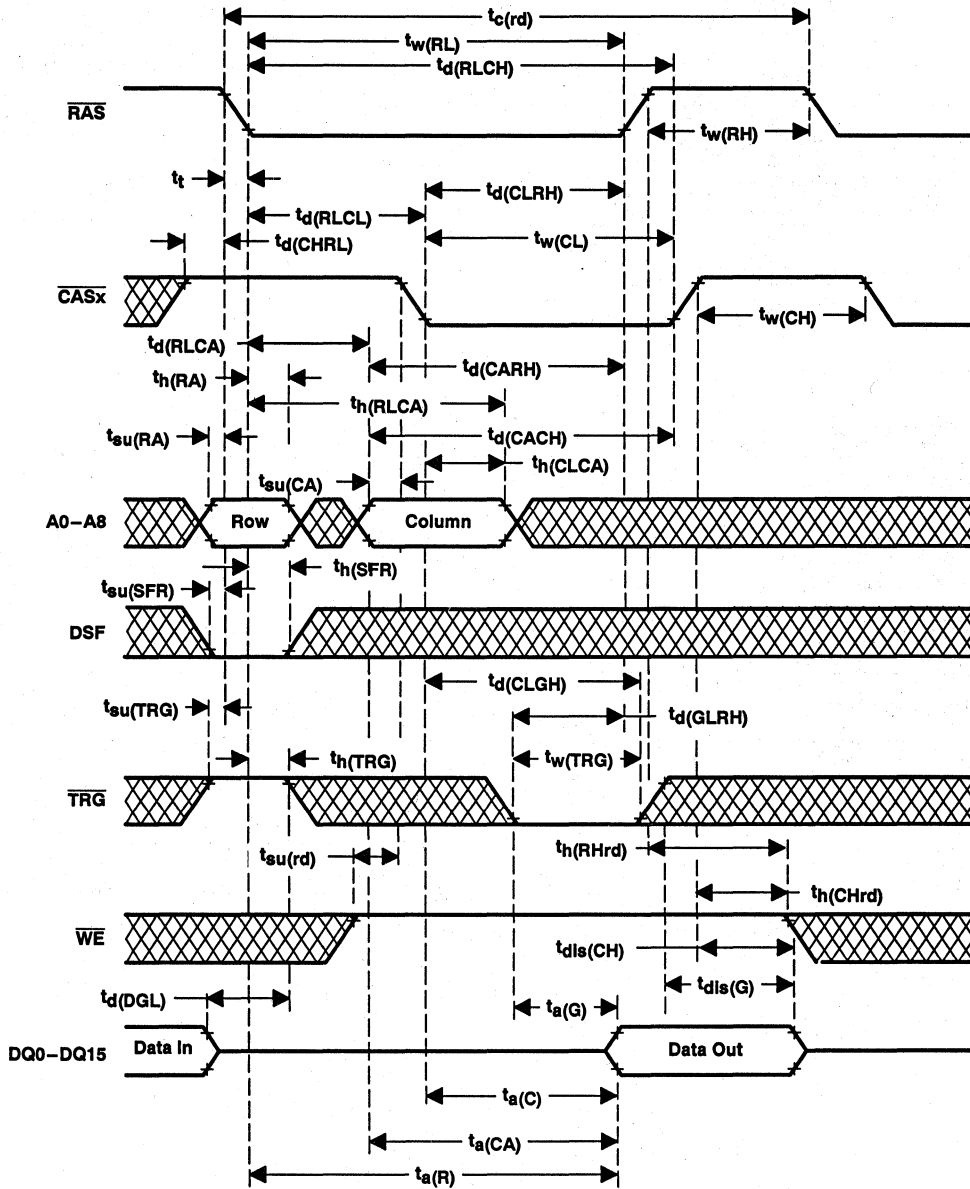 tc(rd)
tw(RL)
td(RLCH)
RAS
tw(RH)
tt
td(CLRH)
td(RLCL)
td(CHRL)
tw(CL)
CASx
tw(CH)
td(RLCA)
td(CARH)
th(RA)
th(RLCA)
tsu(RA)
td(CACH)
th(CLCA)
tsu(CA)
A0–A8
Row
Column
th(SFR)
tsu(SFR)
DSF
td(CLGH)
tsu(TRG)
td(GLRH)
th(TRG)
tw(TRG)
TRG
tsu(rd)
th(RHrd)
th(CHrd)
WE
tdis(CH)
tdis(G)
td(DGL)
ta(G)
DQ0–DQ15
Data In
Data Out
ta(C)
ta(CA)
ta(R)